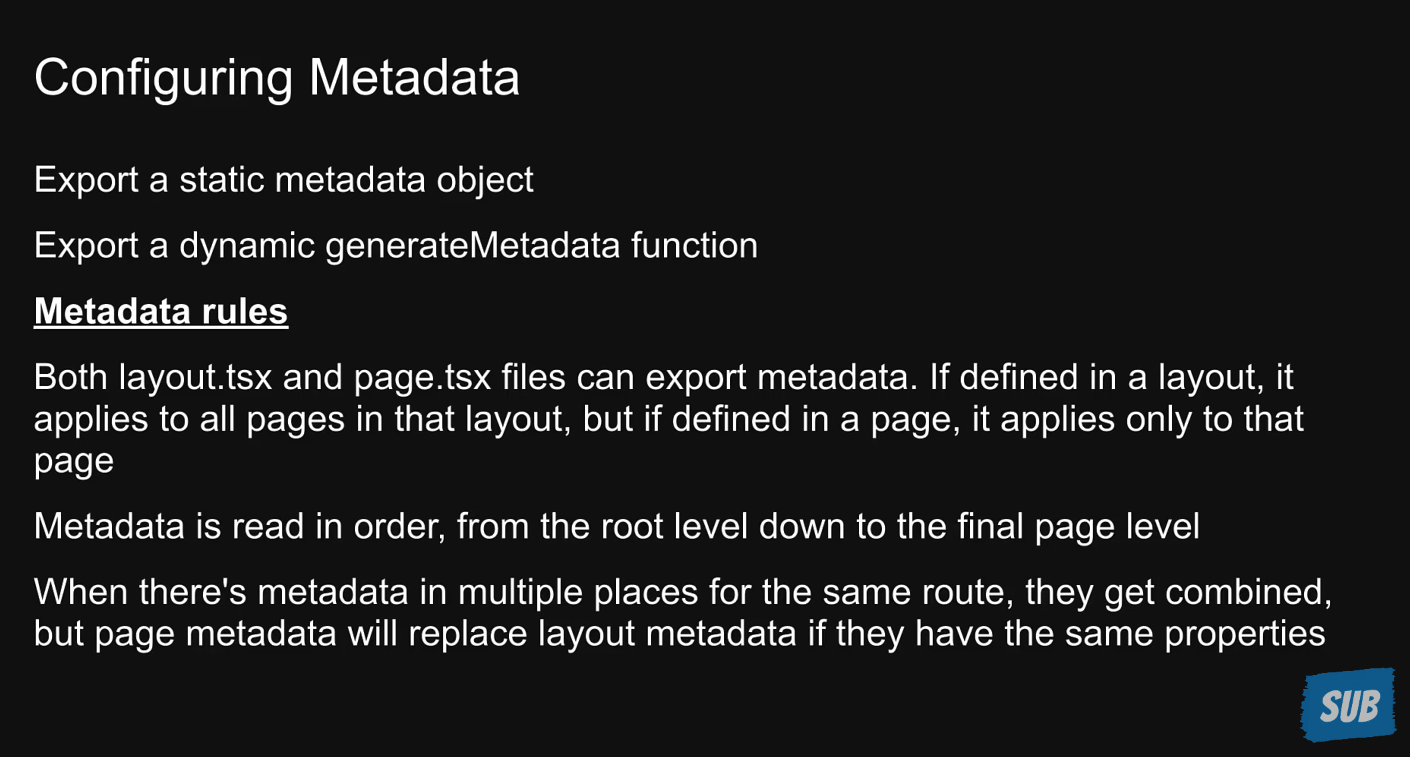 Configuring Metadata
Export a static metadata object
Export a dynamic generateMetadata function
Metadata rules
Both layout.tsx and page.tsx files can export metadata. If defined in a layout, it
applies to all pages in that layout, but if defined in a page, it applies only to that
page
Metadata is read in order, from the root level down to the final page level
When there's metadata in multiple places for the same route, they get combined,
but page metadata will replace layout metadata if they have the same properties
SUB